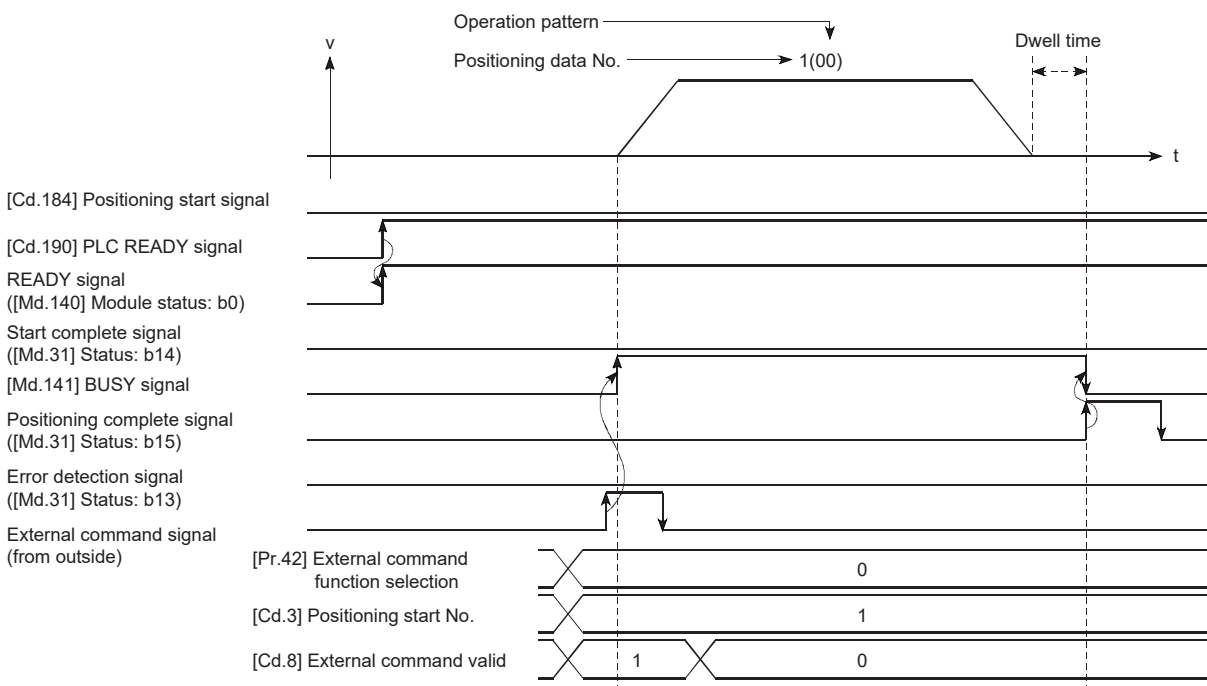 Operation pattern
v
Dwell time
Positioning data No.
1(00)
t
[Cd.184] Positioning start signal
[Cd.190] PLC READY signal
READY signal
([Md.140] Module status: b0)
Start complete signal
([Md.31] Status: b14)
[Md.141] BUSY signal
Positioning complete signal
([Md.31] Status: b15)
Error detection signal
([Md.31] Status: b13)
External command signal
(from outside)
[Pr.42] External command
function selection
0
[Cd.3] Positioning start No.
1
[Cd.8] External command valid
1
0